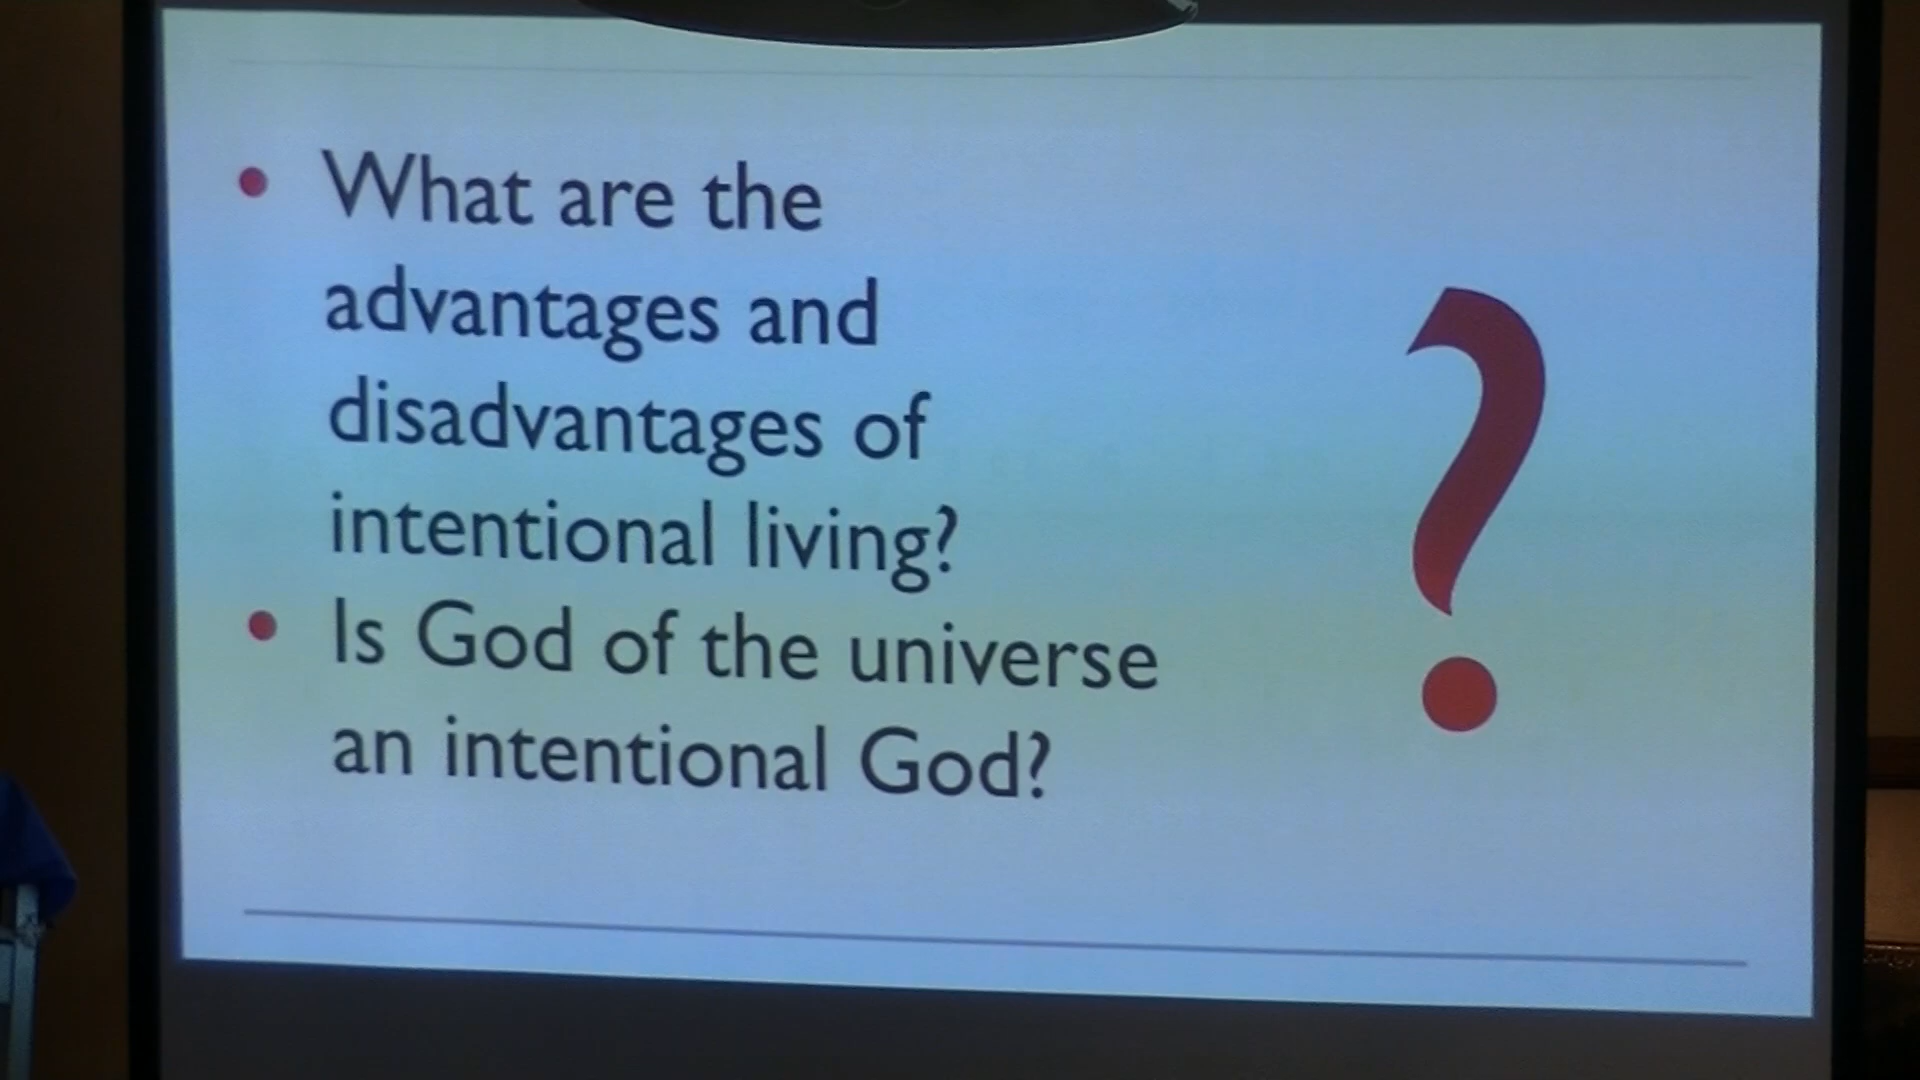 • What are the
advantages and
disadvantages of
intentional living?
• Is God of the universe
an intentional God?
?